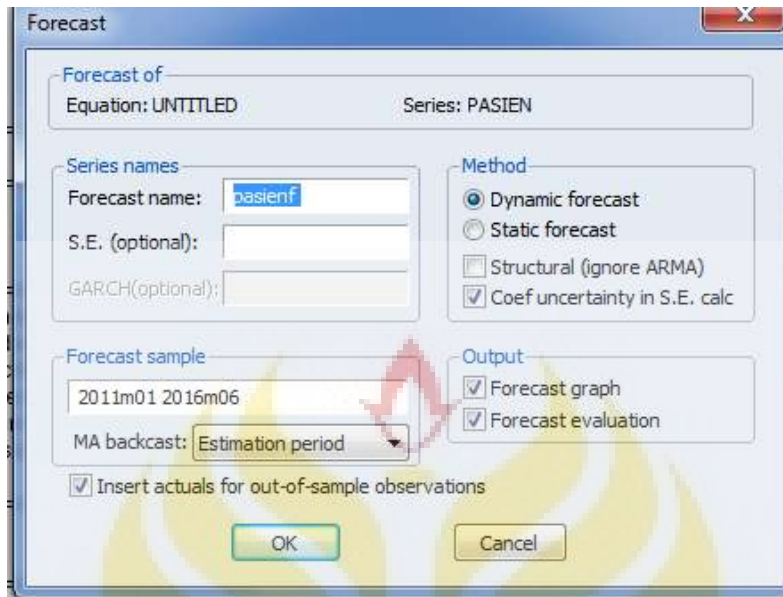 Forecast
X
Forecast of
Equation: UNTITLED Series: PASIEN
Series names
Forecast name: pasienf
S.E. (optional):
GARCH(optional):
Method
Dynamic forecast
Static forecast
Structural (ignore ARMA)
Coef uncertainty in S.E. calc
Forecast sample
2011m01 2016m06
MA backcast: Estimation period
Output
Forecast graph
Forecast evaluation
Insert actuals for out-of-sample observations
OK Cancel